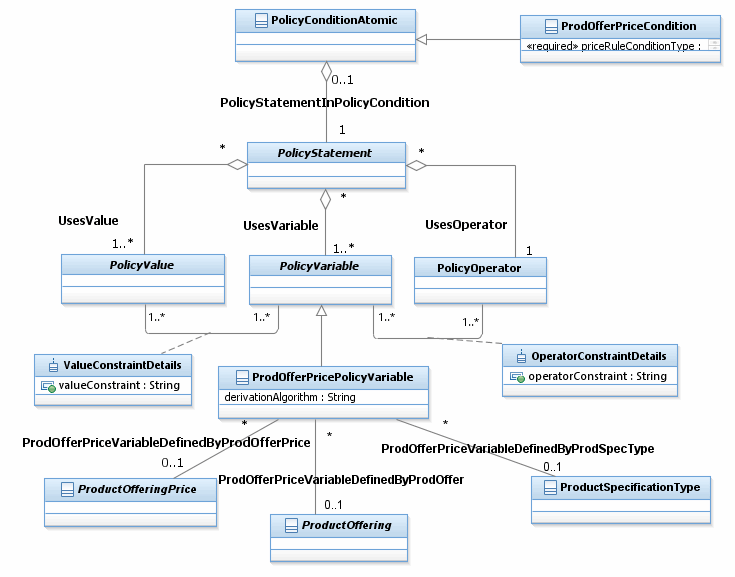 PolicyConditionAtomic
ProdOfferPriceCondition
«required» priceRuleConditionType :
0..1
PolicyStatementInPolicyCondition
1
* PolicyStatement *
*
UsesValue UsesVariable UsesOperator
1..* 1..* 1
PolicyValue PolicyVariable PolicyOperator
1..* 1..* 1..* 1..*
ValueConstraintDetails
valueConstraint : String
OperatorConstraintDetails
operatorConstraint : String
ProdOfferPricePolicyVariable
derivationAlgorithm : String
* * *
ProdOfferPriceVariableDefinedByProdOfferPrice
ProdOfferPriceVariableDefinedByProdSpecType
0..1 0..1
ProdOfferPriceVariableDefinedByProdOffer
ProductOfferingPrice ProductSpecificationType
0..1
ProductOffering